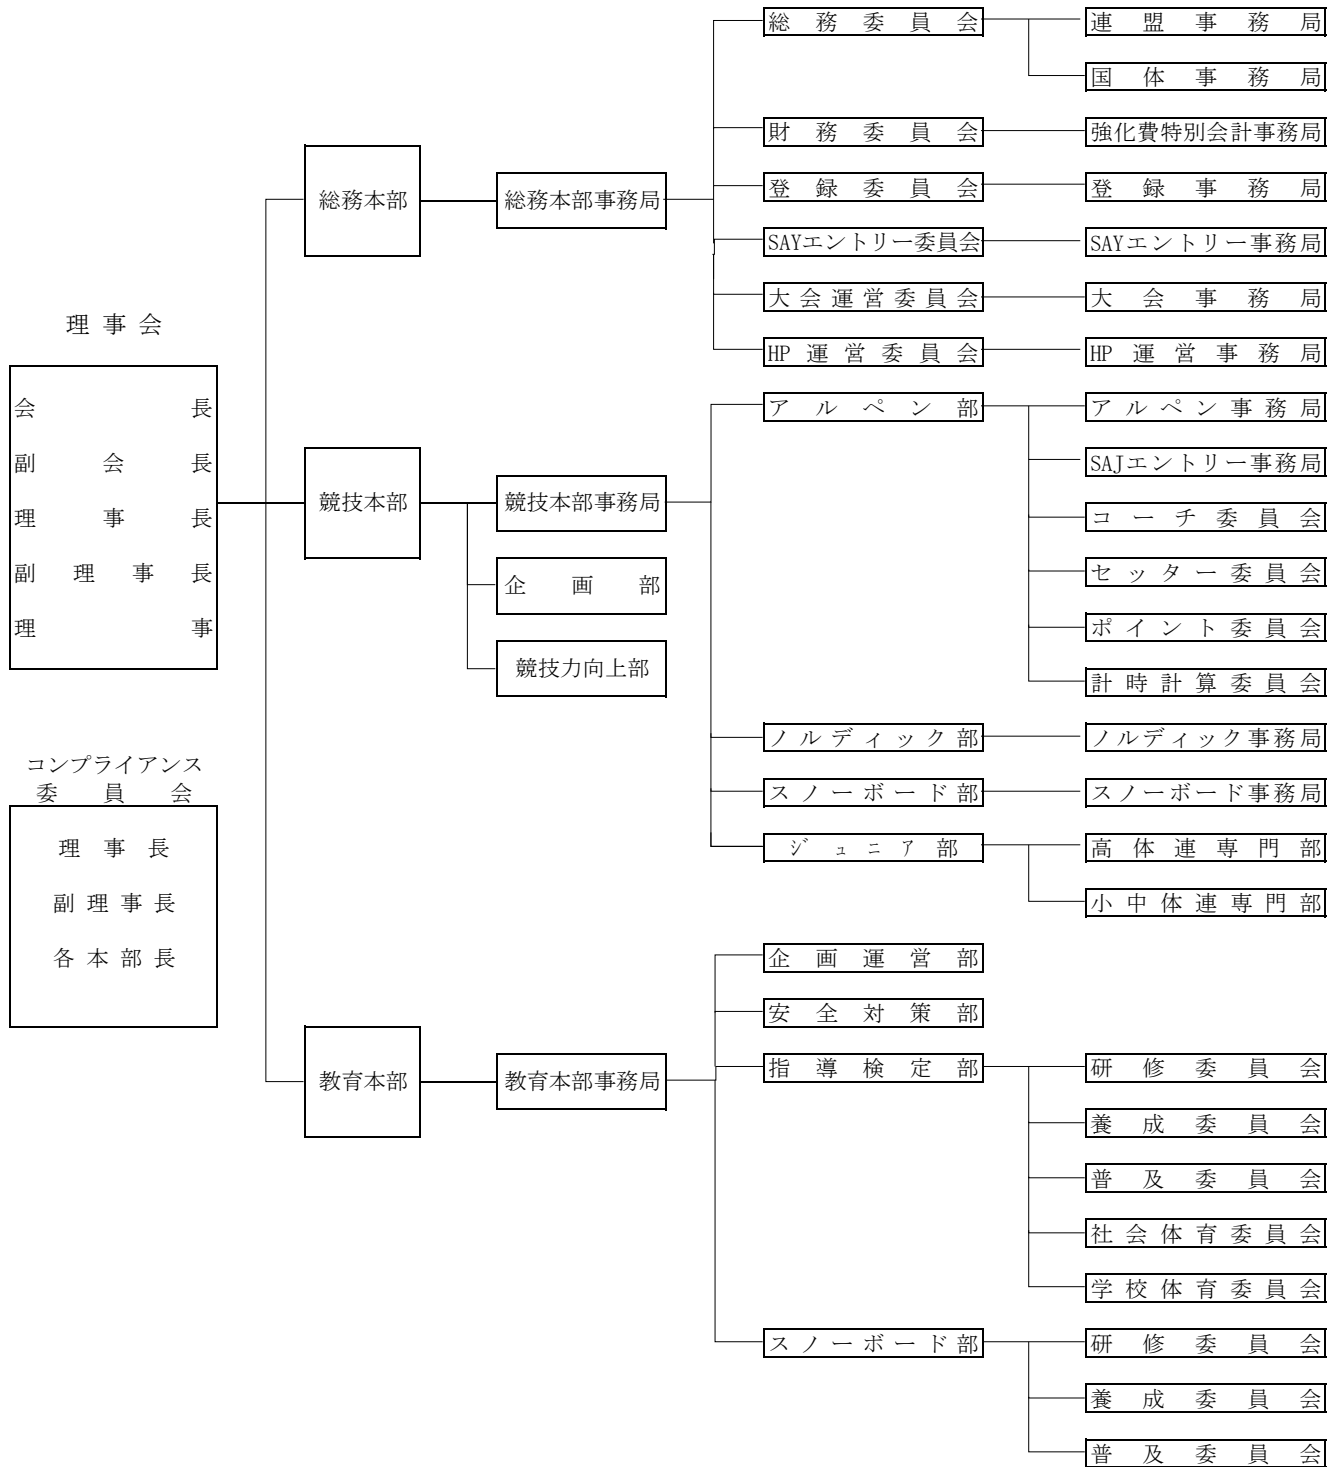 理事会
会長
副会長
理事長
副理事長
理事
コンプライアンス
委員会
理事長
副理事長
各本部長
総務本部
総務本部事務局
総務委員会
連盟事務局
国体事務局
財務委員会
強化費特別会計事務局
登録委員会
登録事務局
SAYエントリー委員会
SAYエントリー事務局
大会運営委員会
大会事務局
HP運営委員会
HP運営事務局
競技本部
競技本部事務局
企画部
競技力向上部
アルペン部
アルペン事務局
SAJエントリー事務局
コーチ委員会
セッター委員会
ポイント委員会
計時計算委員会
ノルディック部
ノルディック事務局
スノーボード部
スノーボード事務局
ジュニア部
高体連専門部
小中体連専門部
教育本部
教育本部事務局
企画運営部
安全対策部
指導検定部
研修委員会
養成委員会
普及委員会
社会体育委員会
学校体育委員会
スノーボード部
研修委員会
養成委員会
普及委員会